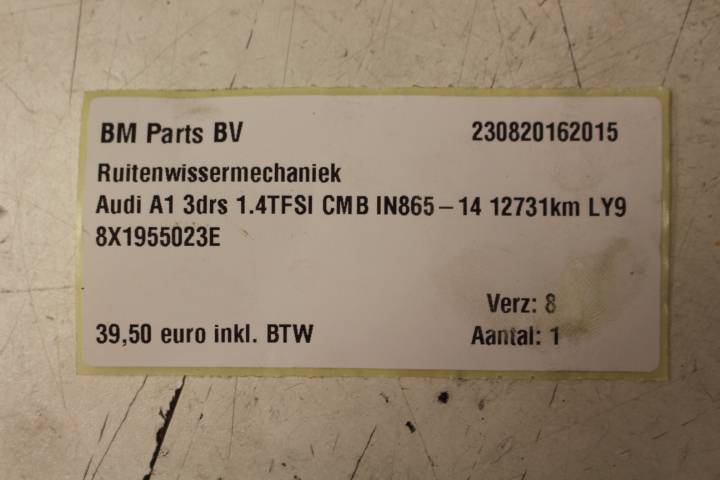 BM Parts BV 230820162015
Ruitenwissermechaniek
Audi A1 3drs 1.4TFSI CMB IN865-14 12731km LY9
8X1955023E
Verz: 8
39,50 euro inkl. BTW Aantal: 1